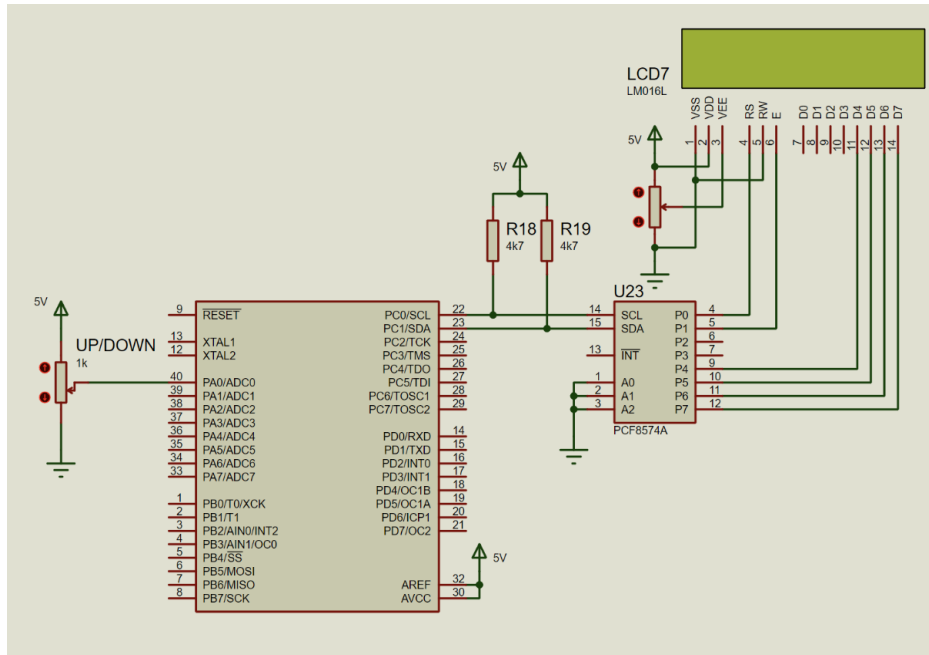 LCD7
LM016L
VSS
VDD
VEE
RS
RW
E
D0
D1
D2
D3
D4
D5
D6
D7
1
2
3
4
5
6
7
8
9
10
11
12
13
14
5V
5V
R18
4k7
R19
4k7
U23
14 SCL P0 4
15 SDA P1 5
P2 6
13 INT P3 7
P4 9
1 A0 P5 10
2 A1 P6 11
3 A2 P7 12
PCF8574A
5V
UP/DOWN
1k
9 RESET PC0/SCL 22
PC1/SDA 23
13 XTAL1 PC2/TCK 24
12 XTAL2 PC3/TMS 25
PC4/TDO 26
40 PA0/ADC0 PC5/TDI 27
39 PA1/ADC1 PC6/TOSC1 28
38 PA2/ADC2 PC7/TOSC2 29
37 PA3/ADC3
36 PA4/ADC4 PD0/RXD 14
35 PA5/ADC5 PD1/TXD 15
34 PA6/ADC6 PD2/INT0 16
33 PA7/ADC7 PD3/INT1 17
PD4/OC1B 18
1 PB0/T0/XCK PD5/OC1A 19
2 PB1/T1 PD6/ICP1 20
3 PB2/AIN0/INT2 PD7/OC2 21
4 PB3/AIN1/OC0
5 PB4/SS
6 PB5/MOSI
7 PB6/MISO AREF 32
8 PB7/SCK AVCC 30
5V